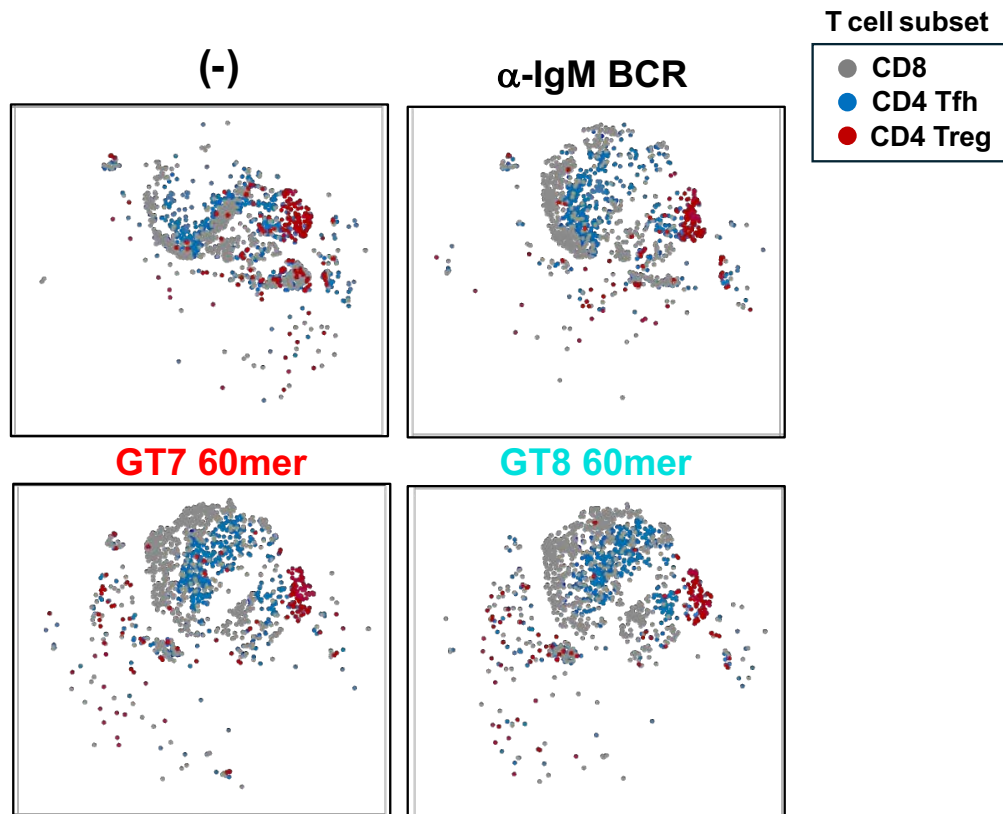 T cell subset
CD8
CD4 Tfh
CD4 Treg
(-)
α-IgM BCR
GT7 60mer
GT8 60mer